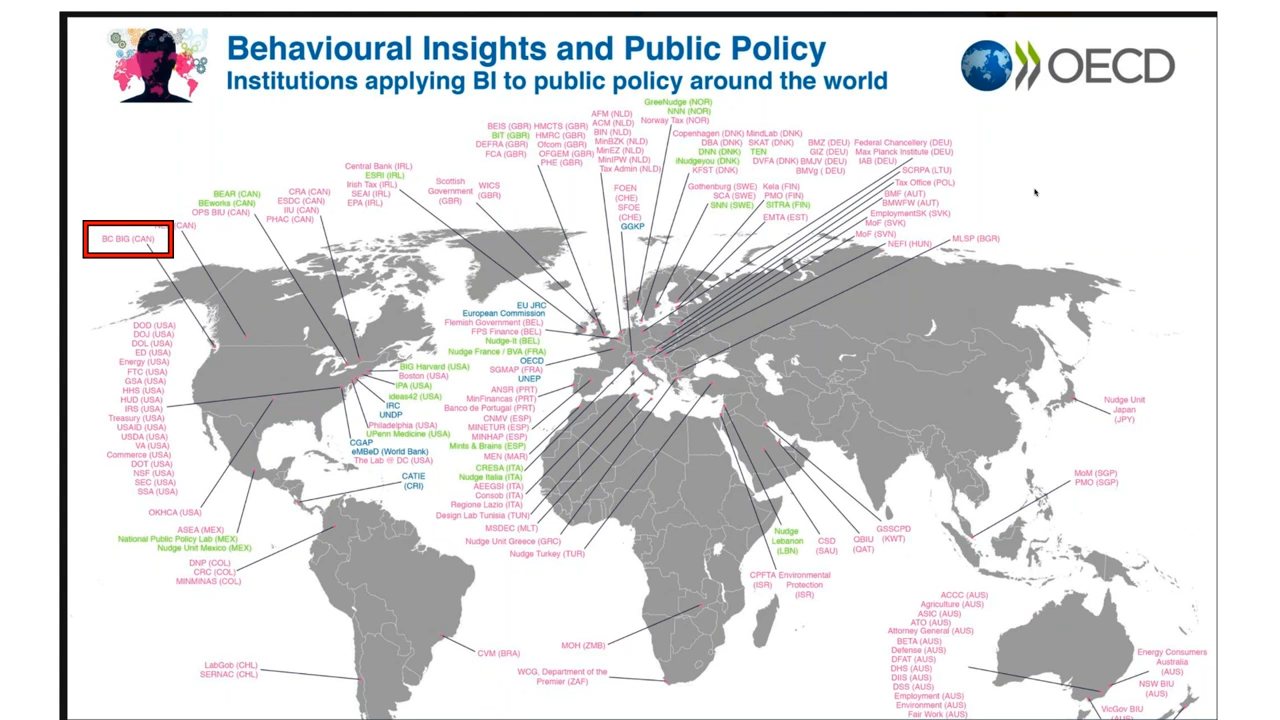 Behavioural Insights and Public Policy
Institutions applying BI to public policy around the world
OECD
GreeNudge (NOR)
NNN (NOR)
Norway Tax (NOR)
AFM (NLD)
ACM (NLD)
BIN (NLD)
MinBZK (NLD)
MinEZ (NLD)
MinIPW (NLD)
Tax Admin (NLD)
BEIS (GBR)
BIT (GBR)
DEFRA (GBR)
FCA (GBR)
HMCTS (GBR)
HMRC (GBR)
Ofcom (GBR)
OFGEM (GBR)
PHE (GBR)
Copenhagen (DNK)
DBA (DNK)
DNN (DNK)
iNudgeyou (DNK)
KFST (DNK)
MindLab (DNK)
SKAT (DNK)
TEN
DVFA (DNK)
BMZ (DEU)
GIZ (DEU)
BMJV (DEU)
BMVg ( DEU)
Federal Chancellery (DEU)
Max Planck Institute (DEU)
IAB (DEU)
SCRPA (LTU)
Tax Office (POL)
BMF (AUT)
BMWFW (AUT)
EmploymentSK (SVK)
MoF (SVK)
MoF (SVN)
NEFI (HUN)
MLSP (BGR)
Central Bank (IRL)
ESRI (IRL)
Irish Tax (IRL)
SEAI (IRL)
EPA (IRL)
Scottish
Government
(GBR)
WICS
(GBR)
FOEN
(CHE)
SFOE
(CHE)
GGKP
Gothenburg (SWE)
SCA (SWE)
SNN (SWE)
Kela (FIN)
PMO (FIN)
SITRA (FIN)
EMTA (EST)
BEAR (CAN)
BEworks (CAN)
OPS BIU (CAN)
CRA (CAN)
ESDC (CAN)
IIU (CAN)
PHAC (CAN)
(CAN)
BC BIG (CAN)
DOD (USA)
DOJ (USA)
DOL (USA)
ED (USA)
Energy (USA)
FTC (USA)
GSA (USA)
HHS (USA)
HUD (USA)
IRS (USA)
Treasury (USA)
USAID (USA)
USDA (USA)
VA (USA)
Commerce (USA)
DOT (USA)
NSF (USA)
SEC (USA)
SSA (USA)
OKHCA (USA)
ASEA (MEX)
National Public Policy Lab (MEX)
Nudge Unit Mexico (MEX)
DNP (COL)
CRC (COL)
MINMINAS (COL)
LabGob (CHL)
SERNAC (CHL)
BIG Harvard (USA)
Boston (USA)
IPA (USA)
ideas42 (USA)
IRC
UNDP
Philadelphia (USA)
UPenn Medicine (USA)
CGAP
eMBeD (World Bank)
The Lab @ DC (USA)
CATIE
(CRI)
EU JRC
European Commission
Flemish Government (BEL)
FPS Finance (BEL)
Nudge-It (BEL)
Nudge France / BVA (FRA)
OECD
SGMAP (FRA)
UNEP
ANSR (PRT)
MinFinancas (PRT)
Banco de Portugal (PRT)
CNMV (ESP)
MINETUR (ESP)
MINHAP (ESP)
Mints & Brains (ESP)
MEN (MAR)
CRESA (ITA)
Nudge Italia (ITA)
AEEGSI (ITA)
Consob (ITA)
Regione Lazio (ITA)
Design Lab Tunisia (TUN)
MSDEC (MLT)
Nudge Unit Greece (GRC)
Nudge Turkey (TUR)
CVM (BRA)
MOH (ZMB)
WCG, Department of the
Premier (ZAF)
Nudge
Lebanon
(LBN)
CSD
(SAU)
QBIU
(QAT)
GSSCPD
(KWT)
CPFTA
(ISR)
Environmental
Protection
(ISR)
Nudge Unit
Japan
(JPY)
MoM (SGP)
PMO (SGP)
ACCC (AUS)
Agriculture (AUS)
ASIC (AUS)
ATO (AUS)
Attorney General (AUS)
BETA (AUS)
Defense (AUS)
DFAT (AUS)
DHS (AUS)
DIIS (AUS)
DSS (AUS)
Employment (AUS)
Environment (AUS)
Fair Work (AUS)
Energy Consumers
Australia
(AUS)
NSW BIU
(AUS)
VicGov BIU
(AUS)